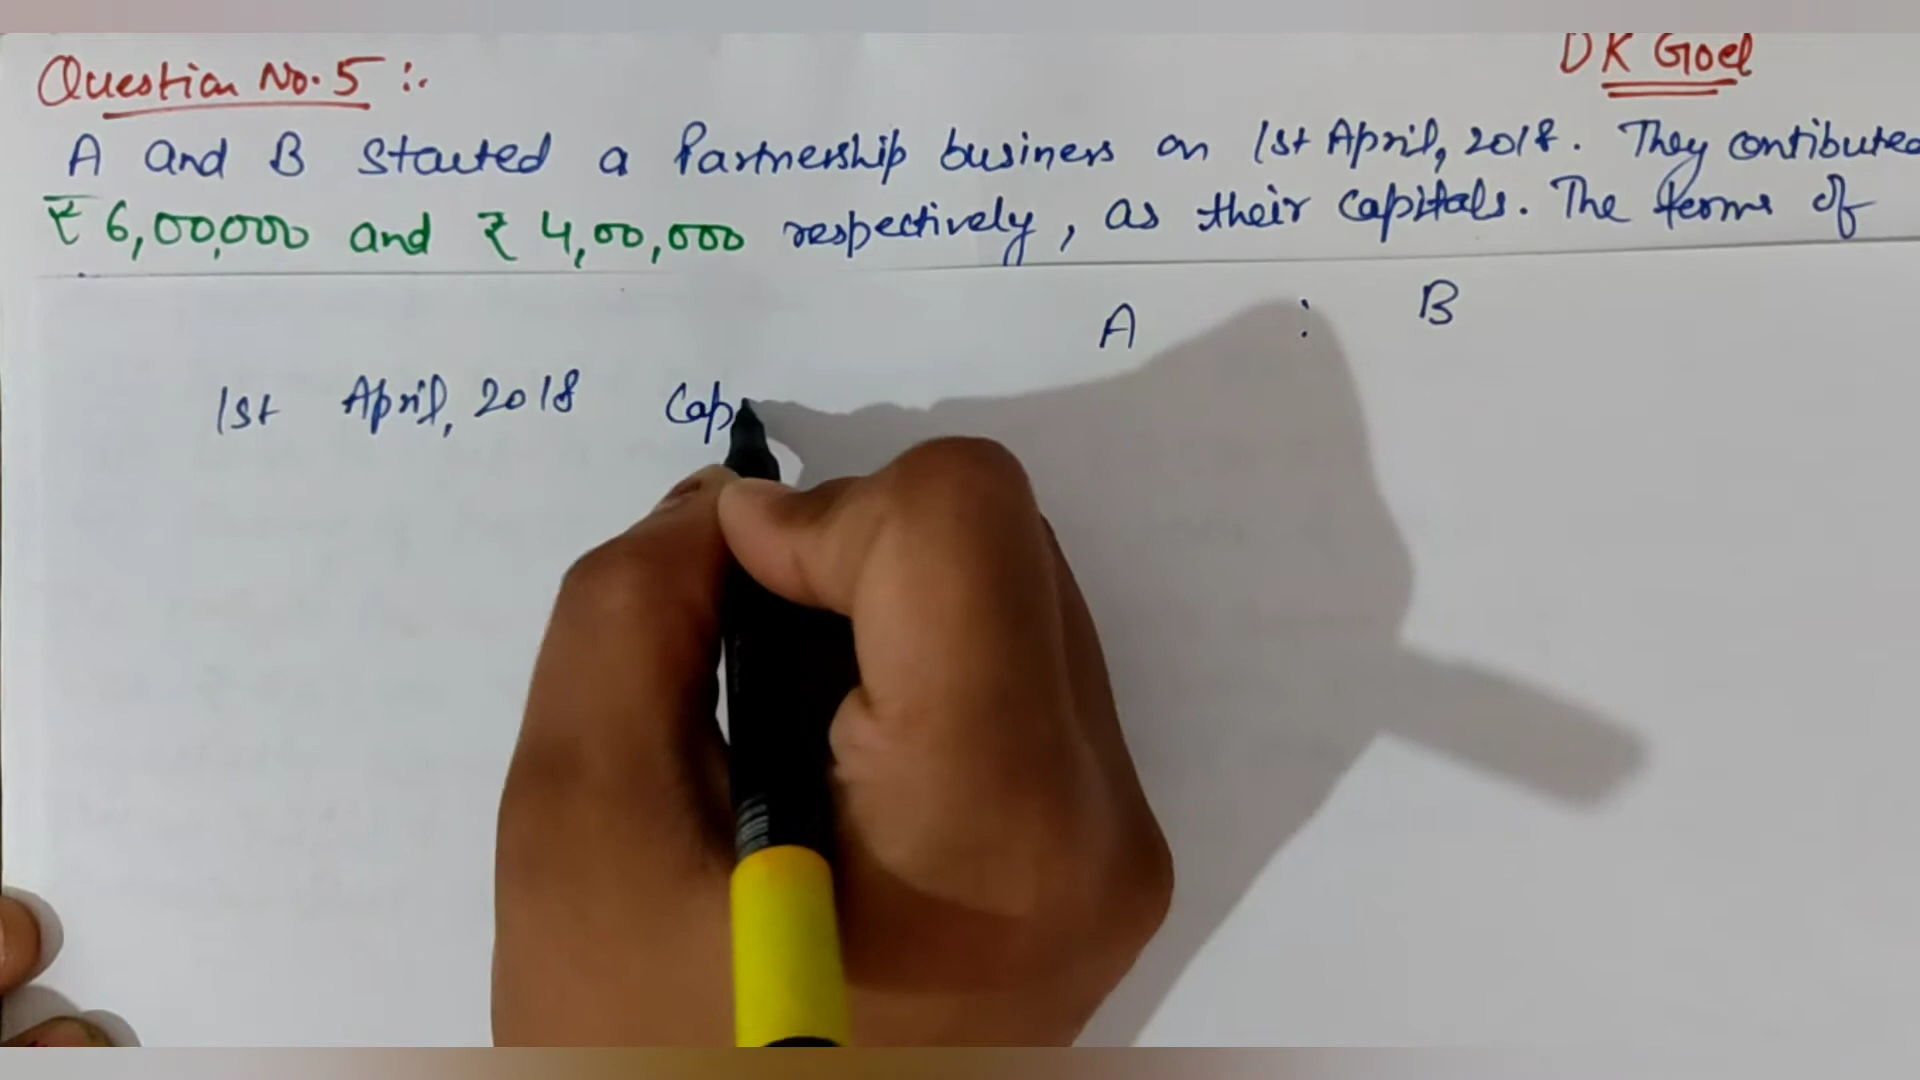 Question No. 5 :-
DK Goel
A and B started a Partnership business on 1st April, 2018. They contibuted
₹ 6,00,000 and ₹ 4,00,000 respectively, as their capitals. The terms of
A : B
1st April, 2018 Cap